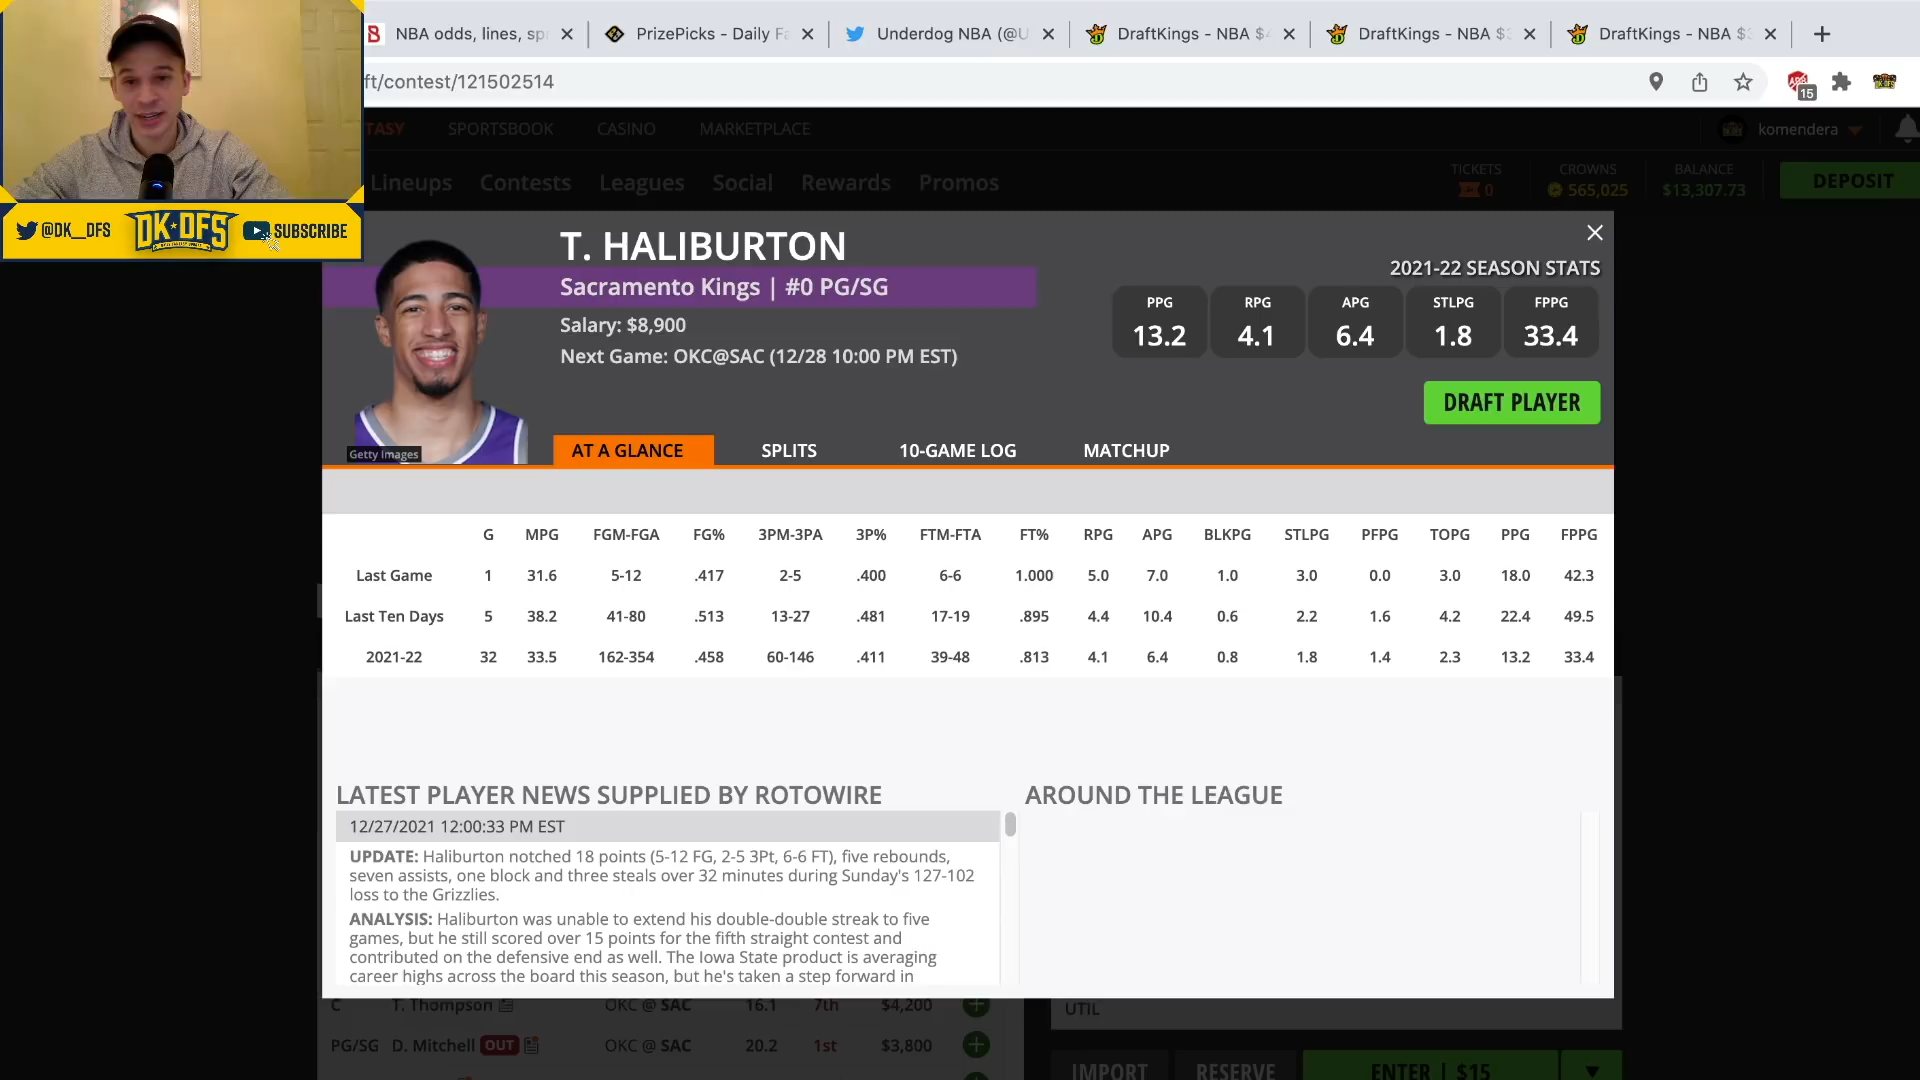 NBA odds, lines, sp
PrizePicks - Daily Fa
Underdog NBA (@U
DraftKings - NBA $
DraftKings - NBA $
DraftKings - NBA $
ft/contest/121502514
15
TASY SPORTSBOOK CASINO MARKETPLACE
komendera
Lineups Contests Leagues Social Rewards Promos
TICKETS
0
CROWNS
565,025
BALANCE
$13,307.73
DEPOSIT
@DK__DFS
DK DFS
SUBSCRIBE
T. HALIBURTON
Sacramento Kings | #0 PG/SG
Salary: $8,900
Next Game: OKC@SAC (12/28 10:00 PM EST)
2021-22 SEASON STATS
PPG RPG APG STLPG FPPG
13.2 4.1 6.4 1.8 33.4
DRAFT PLAYER
Getty Images
AT A GLANCE SPLITS 10-GAME LOG MATCHUP
G MPG FGM-FGA FG% 3PM-3PA 3P% FTM-FTA FT% RPG APG BLKPG STLPG PFPG TOPG PPG FPPG
Last Game 1 31.6 5-12 .417 2-5 .400 6-6 1.000 5.0 7.0 1.0 3.0 0.0 3.0 18.0 42.3
Last Ten Days 5 38.2 41-80 .513 13-27 .481 17-19 .895 4.4 10.4 0.6 2.2 1.6 4.2 22.4 49.5
2021-22 32 33.5 162-354 .458 60-146 .411 39-48 .813 4.1 6.4 0.8 1.8 1.4 2.3 13.2 33.4
LATEST PLAYER NEWS SUPPLIED BY ROTOWIRE
12/27/2021 12:00:33 PM EST
UPDATE: Haliburton notched 18 points (5-12 FG, 2-5 3Pt, 6-6 FT), five rebounds,
seven assists, one block and three steals over 32 minutes during Sunday's 127-102
loss to the Grizzlies.
ANALYSIS: Haliburton was unable to extend his double-double streak to five
games, but he still scored over 15 points for the fifth straight contest and
contributed on the defensive end as well. The Iowa State product is averaging
career highs across the board this season, but he's taken a step forward in
AROUND THE LEAGUE
C T. Thompson OKC @ SAC 16.1 7th $4,200
PG/SG D. Mitchell OUT OKC @ SAC 20.2 1st $3,800
UTIL
IMPORT RESERVE ENTER | $15